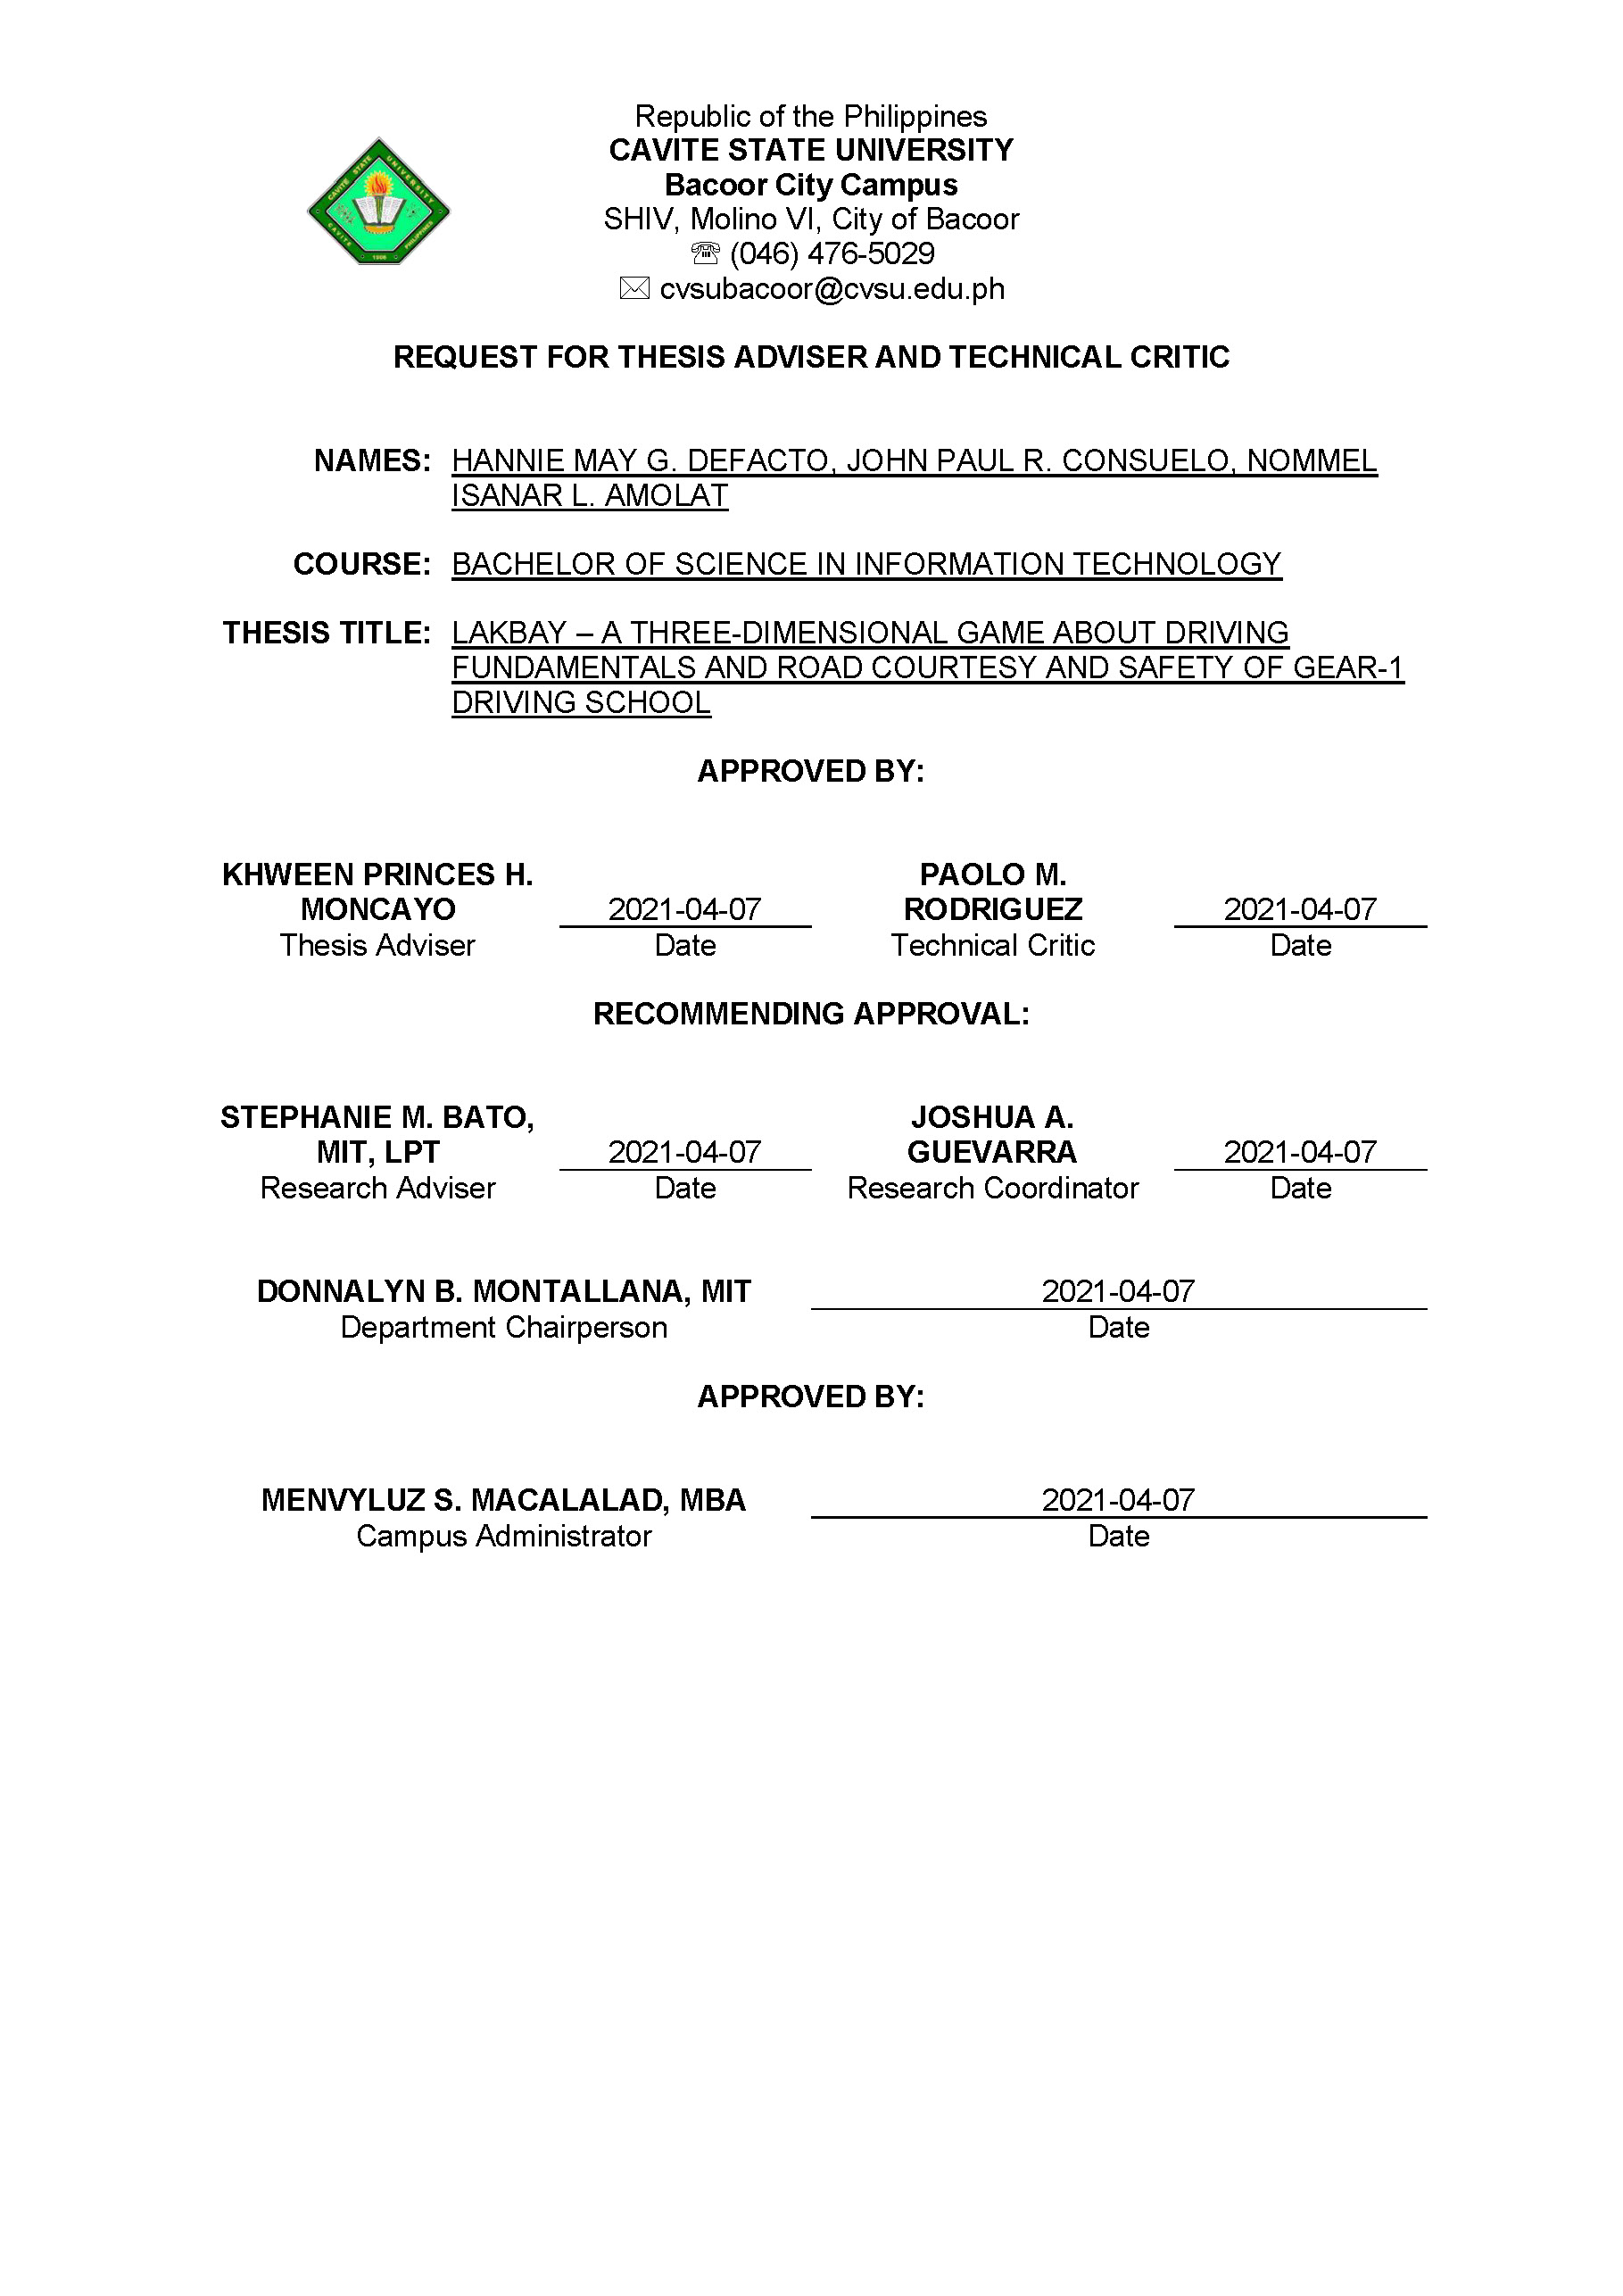 Republic of the Philippines
CAVITE STATE UNIVERSITY
Bacoor City Campus
SHIV, Molino VI, City of Bacoor
(046) 476-5029
cvsubacoor@cvsu.edu.ph
CAVITE STATE UNIVERSITY
CAVITE PHILIPPINES
1906
REQUEST FOR THESIS ADVISER AND TECHNICAL CRITIC
NAMES: HANNIE MAY G. DEFACTO, JOHN PAUL R. CONSUELO, NOMMEL
ISANAR L. AMOLAT
COURSE: BACHELOR OF SCIENCE IN INFORMATION TECHNOLOGY
THESIS TITLE: LAKBAY – A THREE-DIMENSIONAL GAME ABOUT DRIVING
FUNDAMENTALS AND ROAD COURTESY AND SAFETY OF GEAR-1
DRIVING SCHOOL
APPROVED BY:
KHWEEN PRINCES H. PAOLO M.
MONCAYO 2021-04-07 RODRIGUEZ 2021-04-07
Thesis Adviser Date Technical Critic Date
RECOMMENDING APPROVAL:
STEPHANIE M. BATO, JOSHUA A.
MIT, LPT 2021-04-07 GUEVARRA 2021-04-07
Research Adviser Date Research Coordinator Date
DONNALYN B. MONTALLANA, MIT 2021-04-07
Department Chairperson Date
APPROVED BY:
MENVYLUZ S. MACALALAD, MBA 2021-04-07
Campus Administrator Date